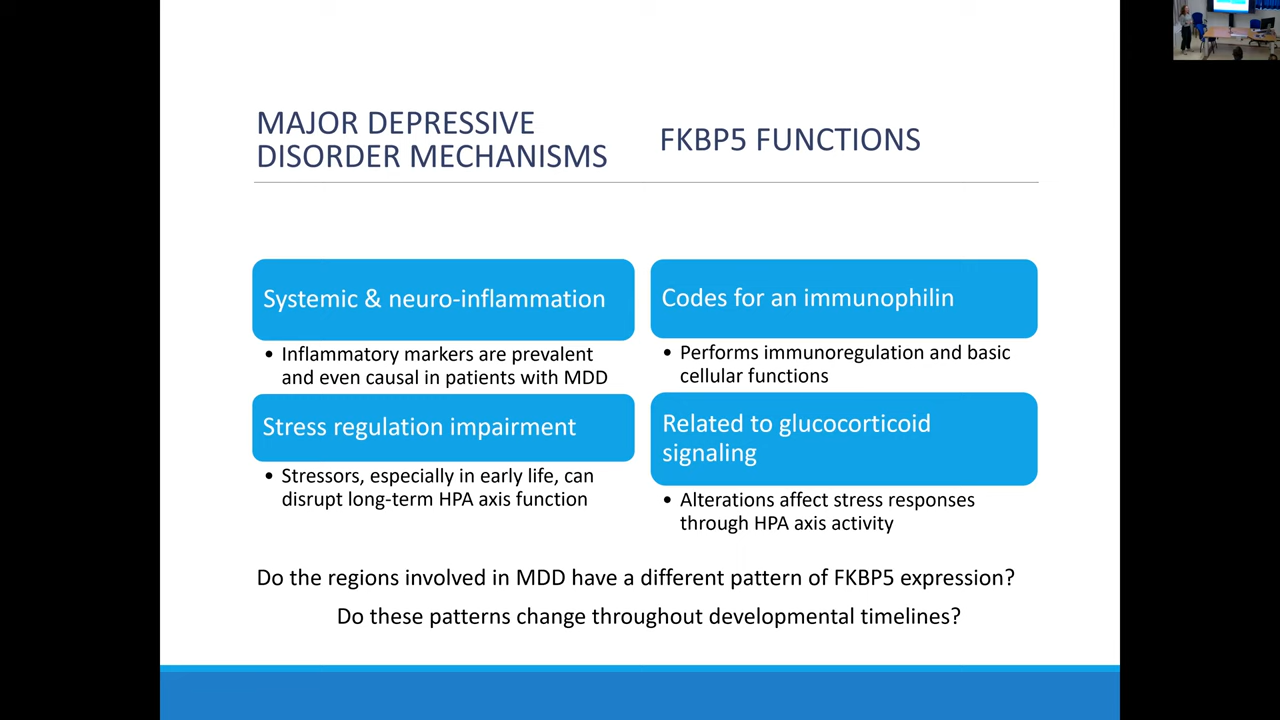 MAJOR DEPRESSIVE
DISORDER MECHANISMS
FKBP5 FUNCTIONS
Systemic & neuro-inflammation
• Inflammatory markers are prevalent
and even causal in patients with MDD
Stress regulation impairment
• Stressors, especially in early life, can
disrupt long-term HPA axis function
Codes for an immunophilin
• Performs immunoregulation and basic
cellular functions
Related to glucocorticoid
signaling
• Alterations affect stress responses
through HPA axis activity
Do the regions involved in MDD have a different pattern of FKBP5 expression?
Do these patterns change throughout developmental timelines?